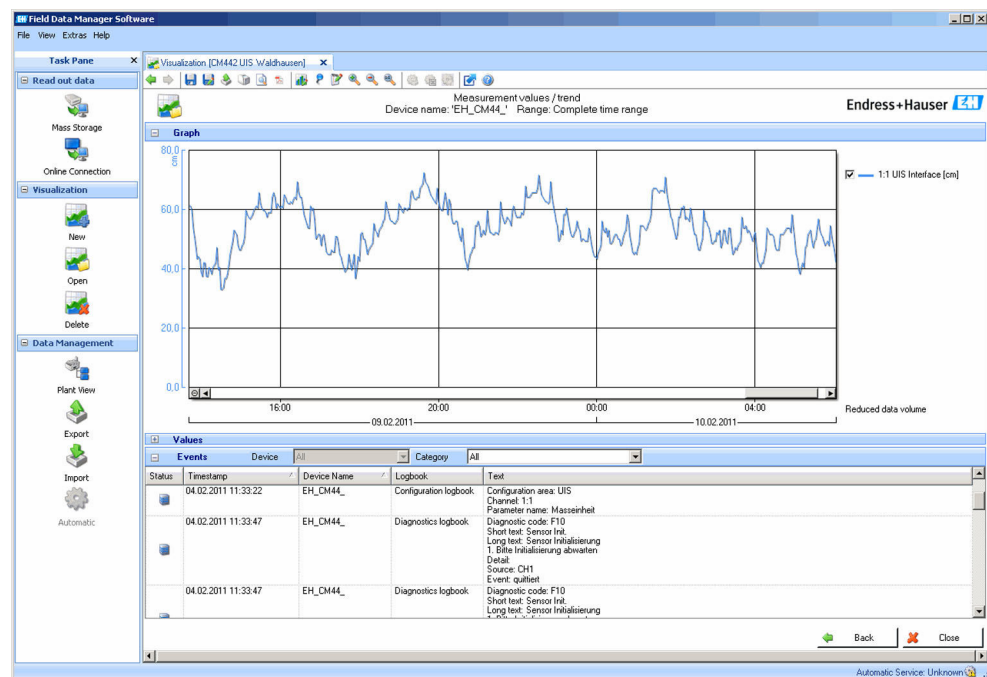 Field Data Manager Software
File View Extras Help
Task Pane X
Visualization [CM442 UIS Waldhausen] X
Read out data
Mass Storage
Online Connection
Visualization
New
Open
Delete
Data Management
Plant View
Export
Import
Automatic
Measurement values / trend
Device name: 'EH_CM44_' Range: Complete time range
Endress+Hauser EH
Graph
80,0
cm
60,0
40,0
20,0
0,0
16:00 20:00 00:00 04:00
09.02.2011 10.02.2011
1:1 UIS Interface [cm]
Reduced data volume
Values
Events Device All Category All
Status Timestamp Device Name Logbook Text
04.02.2011 11:33:22 EH_CM44_ Configuration logbook Configuration area: UIS
Channel: 1:1
Parameter name: Masseinheit
04.02.2011 11:33:47 EH_CM44_ Diagnostics logbook Diagnostic code: F10
Short text: Sensor Init.
Long text: Sensor Initialisierung
1. Bitte Initialisierung abwarten
Detail:
Source: CH1
Event: quittiert
04.02.2011 11:33:47 EH_CM44_ Diagnostics logbook Diagnostic code: F10
Short text: Sensor Init.
Long text: Sensor Initialisierung
Back Close
Automatic Service: Unknown